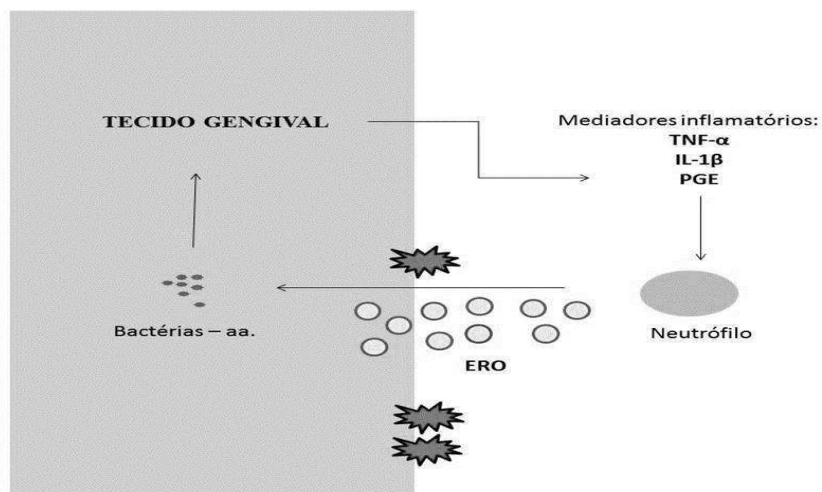 TECIDO GENGIVAL
Mediadores inflamatórios:
TNF-α
IL-1β
PGE
Bactérias – aa.
Neutrófilo
ERO